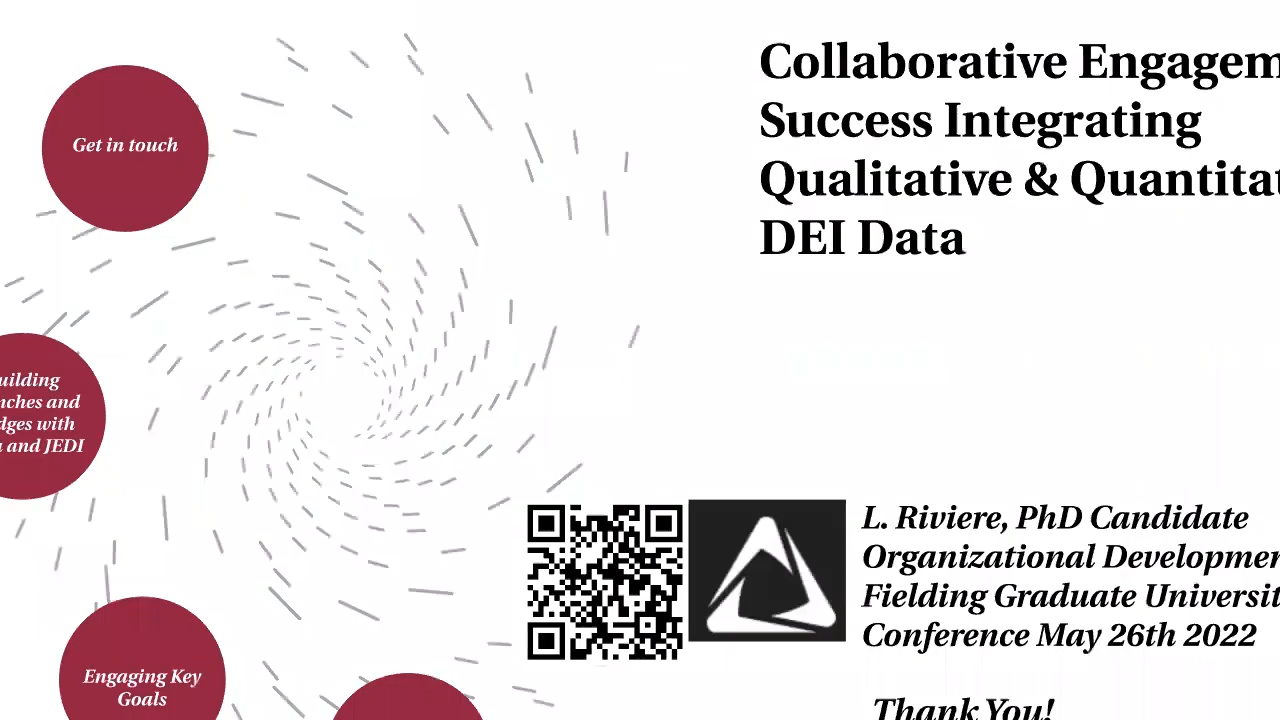 Collaborative Engagem
Success Integrating
Qualitative & Quantitat
DEI Data
Get in touch
uilding
nches and
dges with
and JEDI
Engaging Key
Goals
L. Riviere, PhD Candidate
Organizational Developmen
Fielding Graduate Universit
Conference May 26th 2022
Thank You!